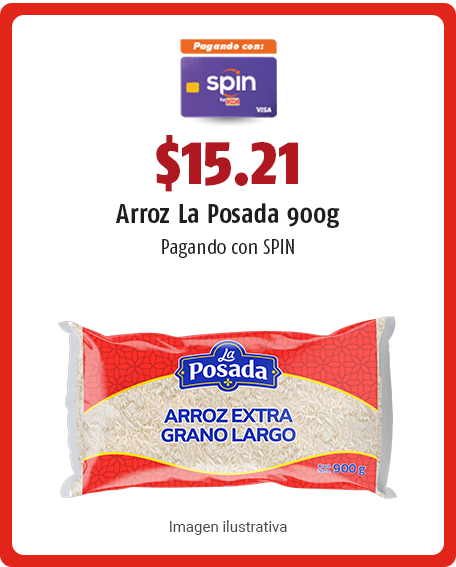 Pagando con:
spin
VISA
$15.21
Arroz La Posada 900g
Pagando con SPIN
La
Posada
ARROZ EXTRA
GRANO LARGO
900 g
Imagen ilustrativa